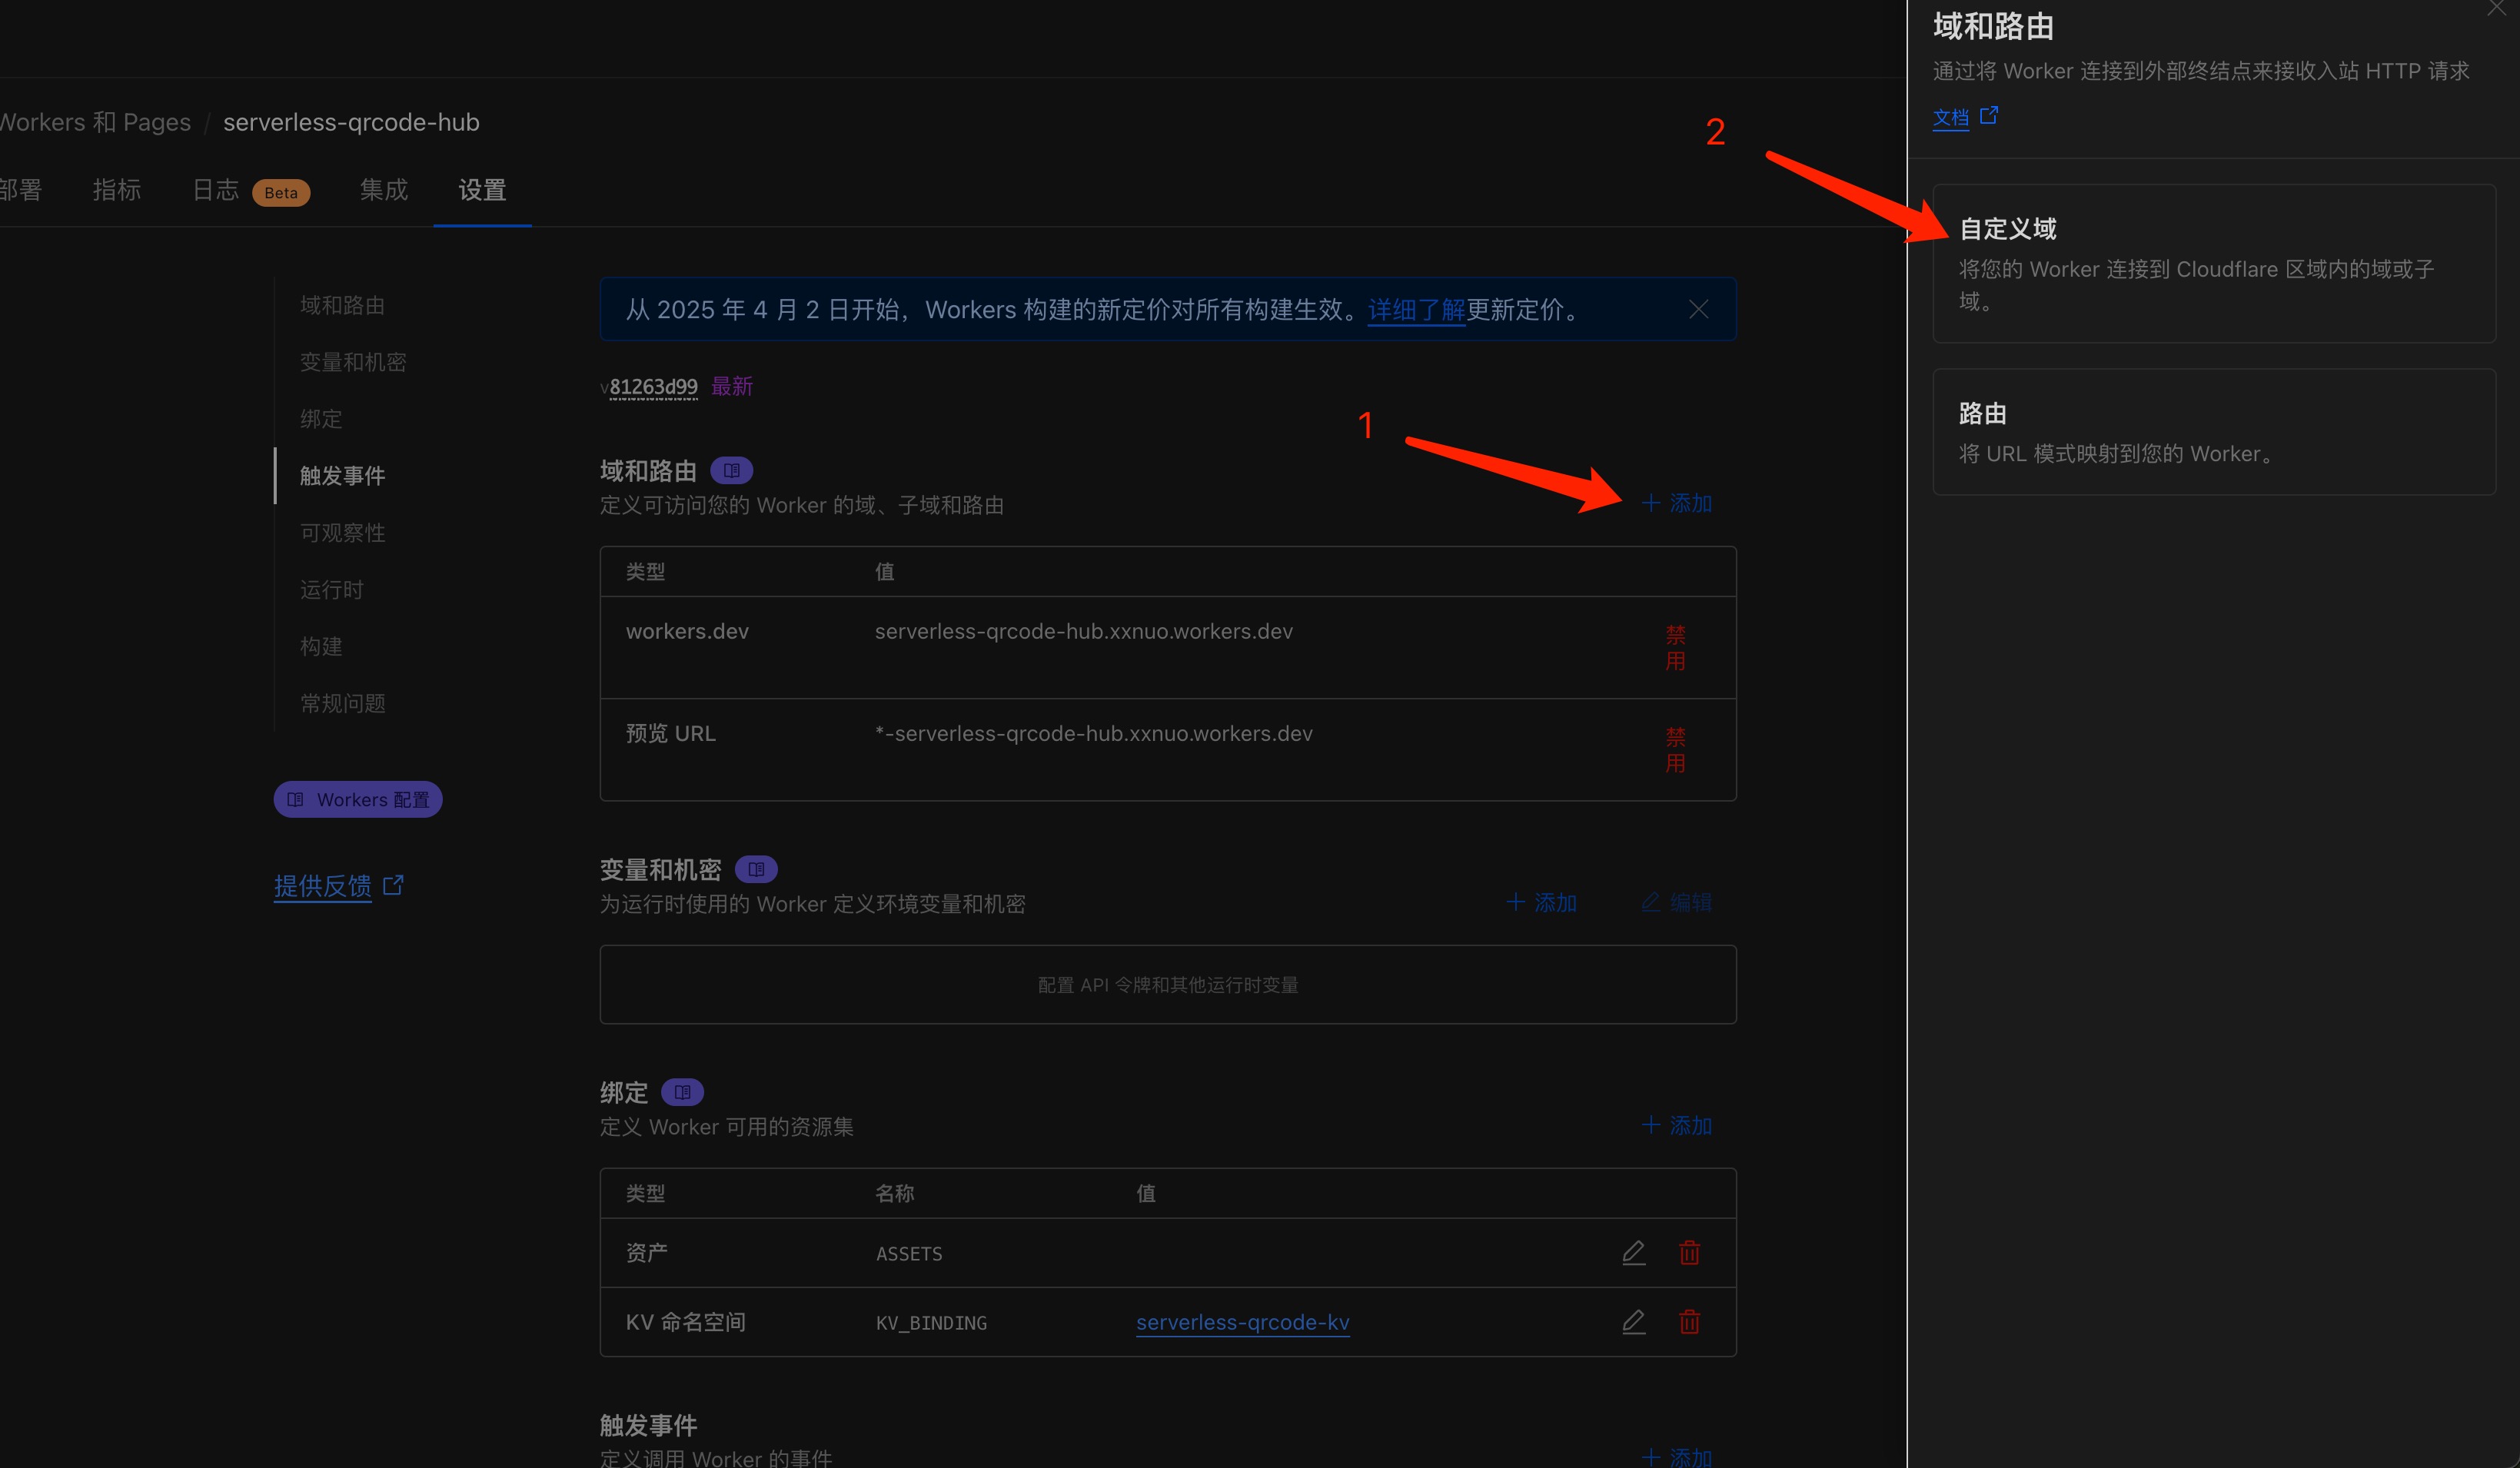 域和路由
通过将 Worker 连接到外部终结点来接收入站 HTTP 请求
文档
Workers 和 Pages / serverless-qrcode-hub
2
部署 指标 日志 Beta 集成 设置
自定义域
将您的 Worker 连接到 Cloudflare 区域内的域或子
域。
路由
将 URL 模式映射到您的 Worker。
域和路由
变量和机密
绑定
触发事件
可观察性
运行时
构建
常规问题
Workers 配置
提供反馈
从 2025 年 4 月 2 日开始，Workers 构建的新定价对所有构建生效。详细了解更新定价。
v81263d99 最新
1
域和路由
定义可访问您的 Worker 的域、子域和路由
添加
类型 值
workers.dev serverless-qrcode-hub.xxnuo.workers.dev 禁
用
预览 URL *-serverless-qrcode-hub.xxnuo.workers.dev 禁
用
变量和机密
为运行时使用的 Worker 定义环境变量和机密
添加 编辑
配置 API 令牌和其他运行时变量
绑定
定义 Worker 可用的资源集
添加
类型 名称 值
资产 ASSETS
KV 命名空间 KV_BINDING serverless-qrcode-kv
触发事件
定义调用 Worker 的事件
添加